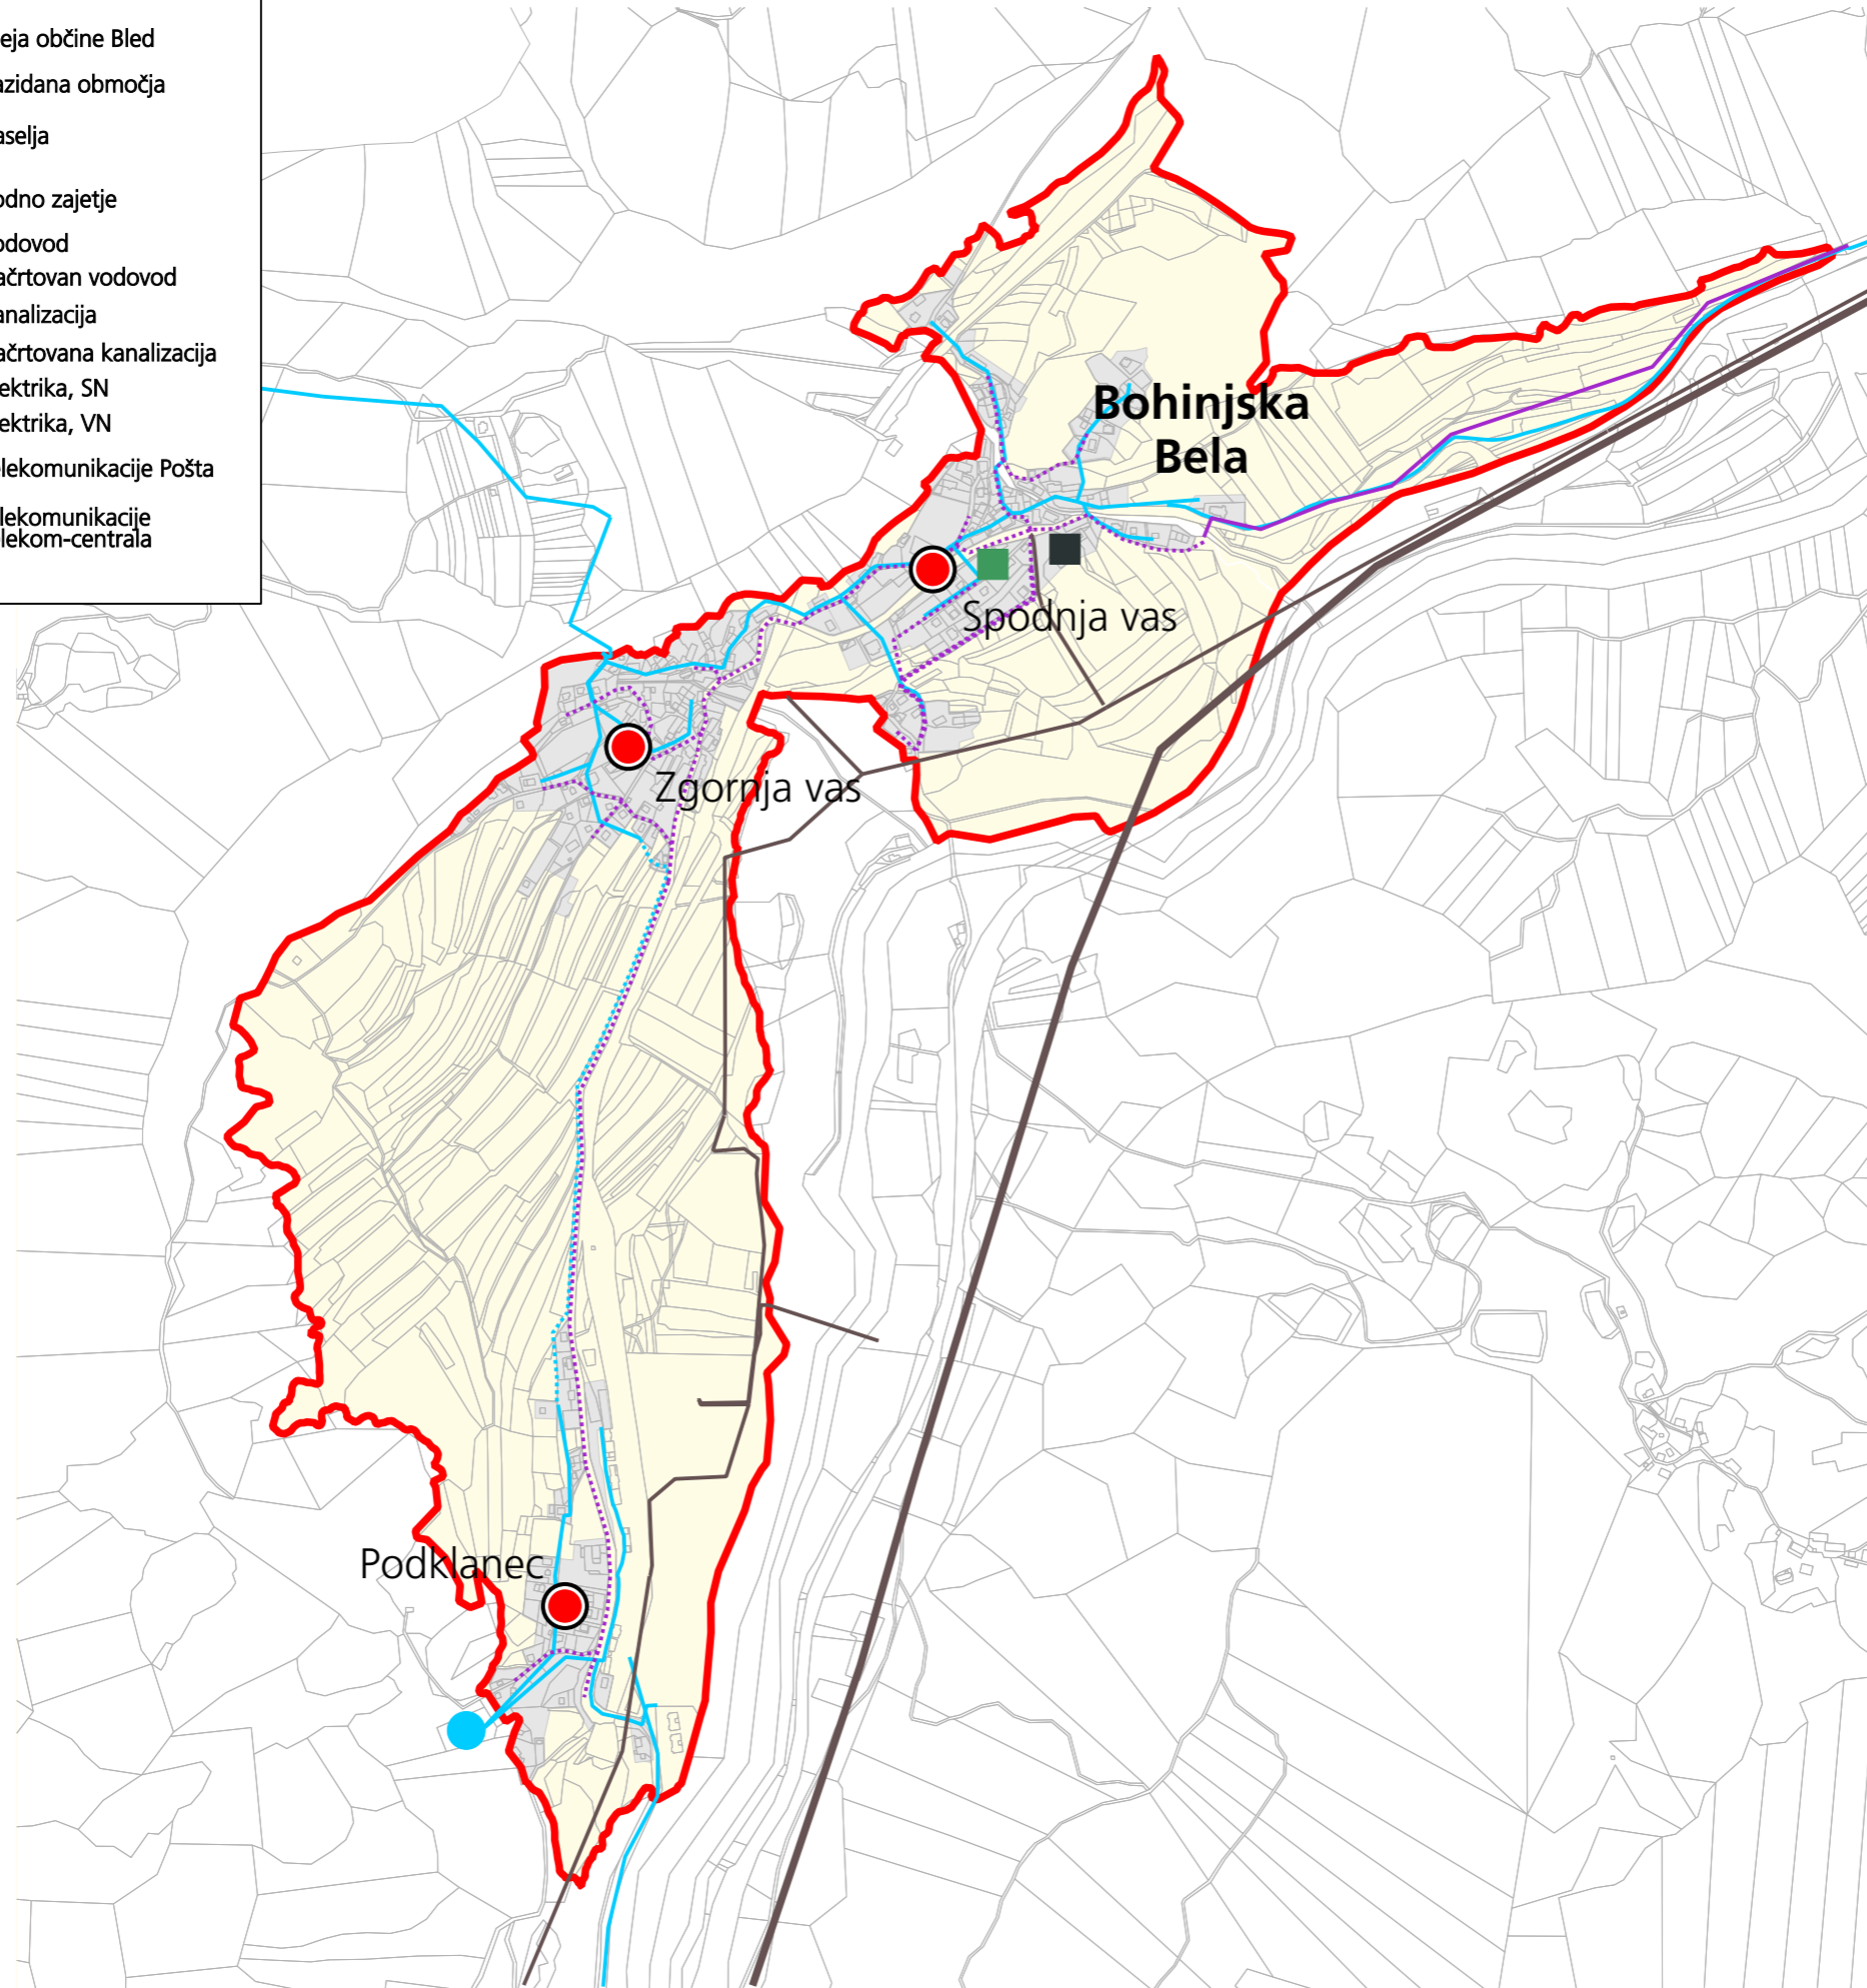 eja občine Bled
azidana območja
aselja
odno zajetje
odovod
ačrtovan vodovod
analizacija
ačrtovana kanalizacija
ektrika, SN
ektrika, VN
elekomunikacije Pošta
lekomunikacije
lekom-centrala
Bohinjska
Bela
Spodnja vas
Zgornja vas
Podklanec